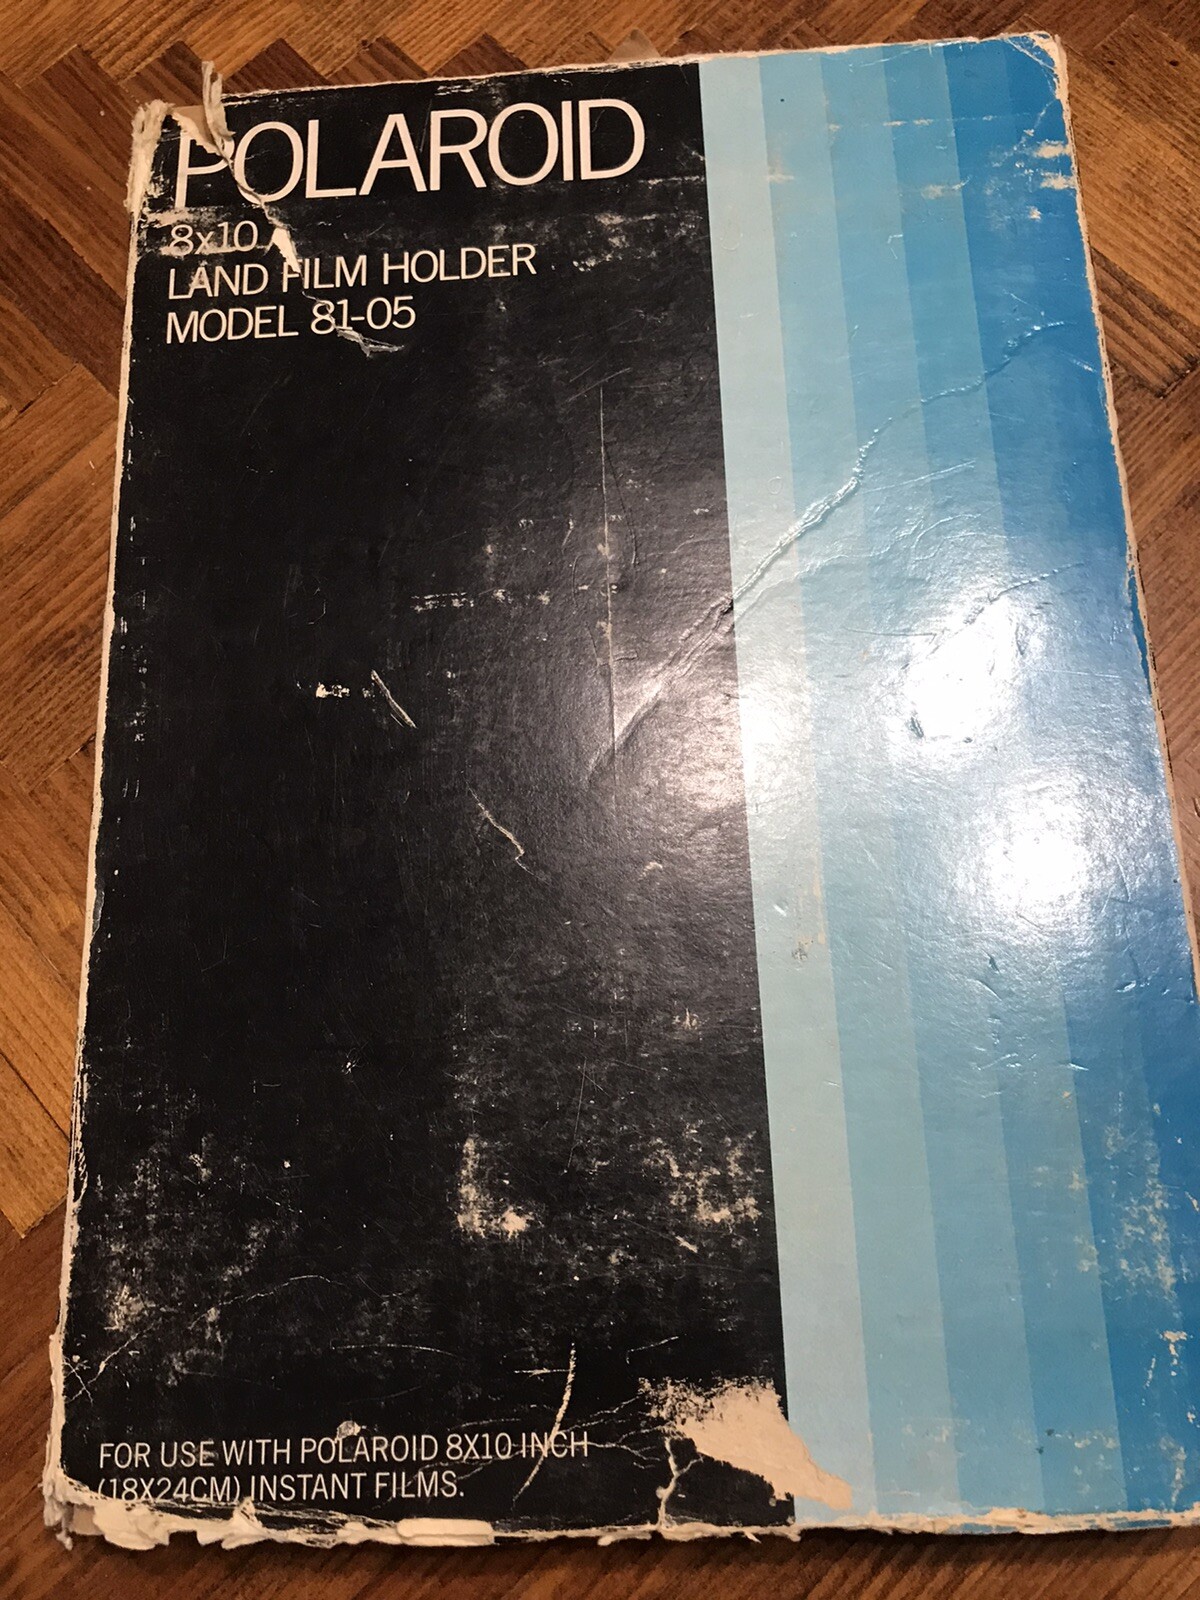 POLAROID
8x10
LAND FILM HOLDER
MODEL 81-05
FOR USE WITH POLAROID 8X10 INCH
(18X24CM) INSTANT FILMS.